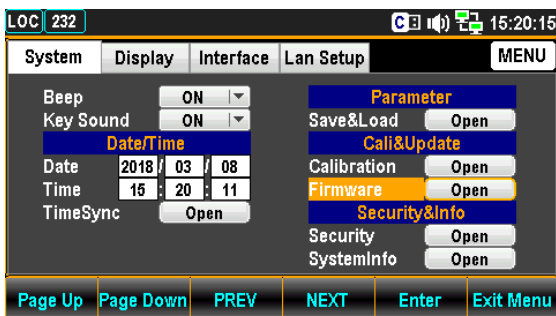 LOC 232 C 15:20:15
System Display Interface Lan Setup MENU
Beep ON
Key Sound ON
Date/Time
Date 2018 / 03 / 08
Time 15 : 20 : 11
TimeSync Open
Parameter
Save&Load Open
Cali&Update
Calibration Open
Firmware Open
Security&Info
Security Open
SystemInfo Open
Page Up Page Down PREV NEXT Enter Exit Menu